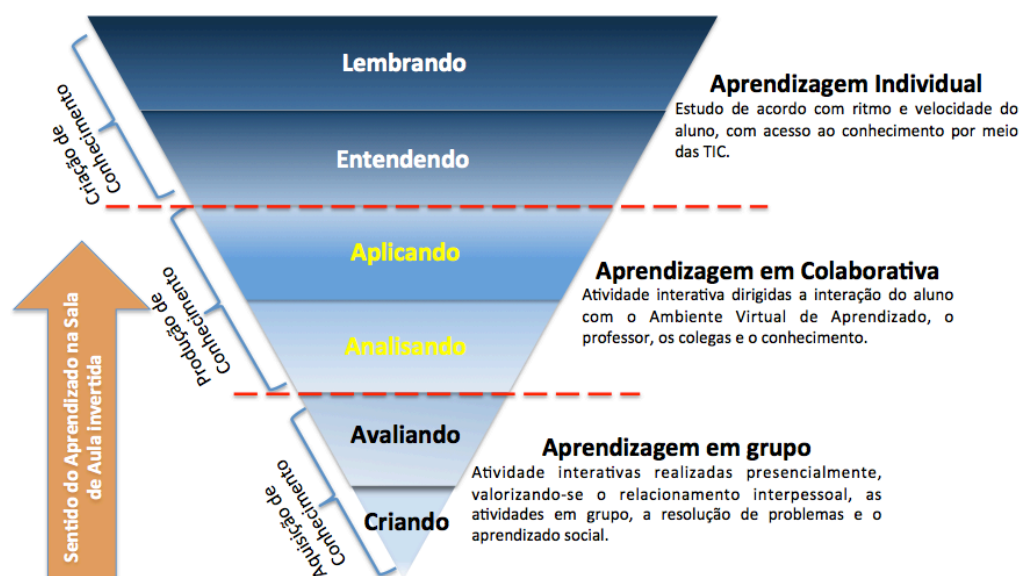 Lembrando
Entendendo
Aplicando
Analisando
Avaliando
Criando
Criação de
Conhecimento
Produção de
Conhecimento
Aquisição de
Conhecimento
Sentido do Aprendizado na Sala
de Aula invertida
Aprendizagem Individual
Estudo de acordo com ritmo e velocidade do
aluno, com acesso ao conhecimento por meio
das TIC.
Aprendizagem em Colaborativa
Atividade interativa dirigidas a interação do aluno
com o Ambiente Virtual de Aprendizado, o
professor, os colegas e o conhecimento.
Aprendizagem em grupo
Atividade interativas realizadas presencialmente,
valorizando-se o relacionamento interpessoal, as
atividades em grupo, a resolução de problemas e o
aprendizado social.